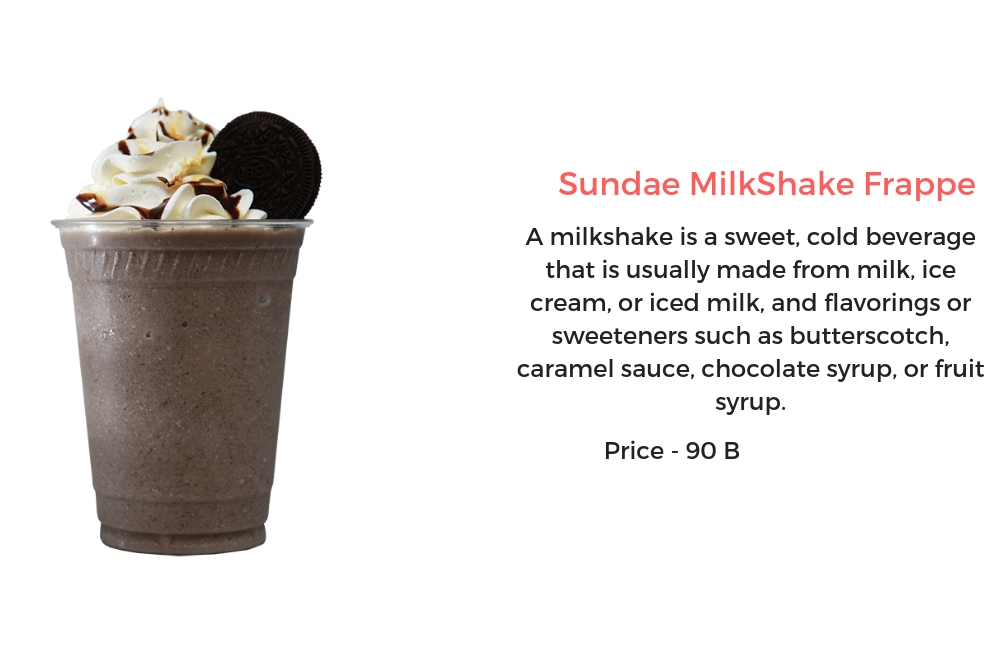 Sundae MilkShake Frappe
A milkshake is a sweet, cold beverage
that is usually made from milk, ice
cream, or iced milk, and flavorings or
sweeteners such as butterscotch,
caramel sauce, chocolate syrup, or fruit
syrup.
Price - 90 B